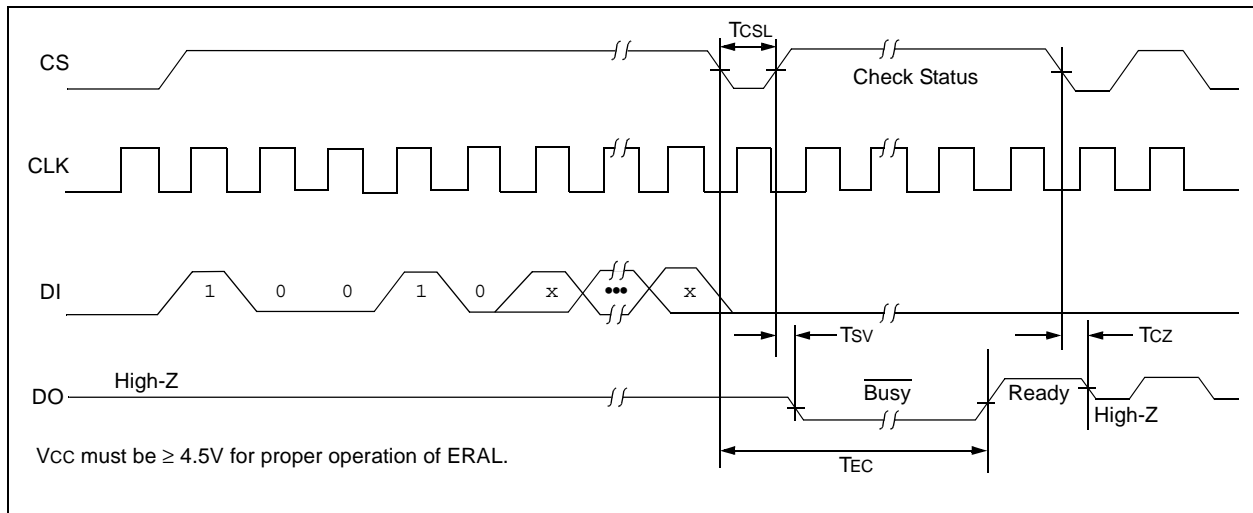 TCSL
CS
Check Status
CLK
DI 1 0 0 1 0 x ••• x
TSV
TCZ
High-Z
DO
Busy
Ready
High-Z
VCC must be ≥ 4.5V for proper operation of ERAL.
TEC